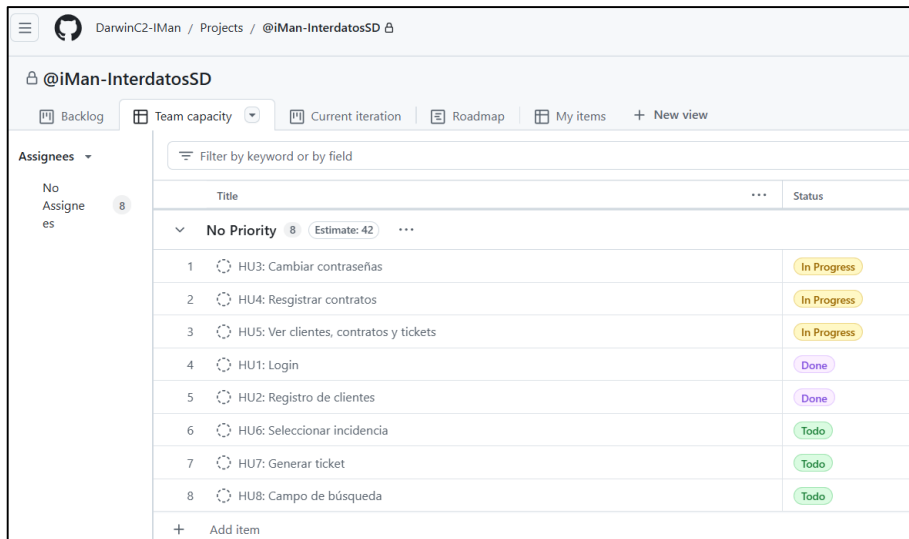 DarwinC2-IMan / Projects / @iMan-InterdatosSD
@iMan-InterdatosSD
Backlog Team capacity Current iteration Roadmap My items + New view
Assignees
No
Assigne
es
8
Filter by keyword or by field
Title ... Status
No Priority 8 Estimate: 42 ...
1 HU3: Cambiar contraseñas In Progress
2 HU4: Resgistrar contratos In Progress
3 HU5: Ver clientes, contratos y tickets In Progress
4 HU1: Login Done
5 HU2: Registro de clientes Done
6 HU6: Seleccionar incidencia Todo
7 HU7: Generar ticket Todo
8 HU8: Campo de búsqueda Todo
+ Add item